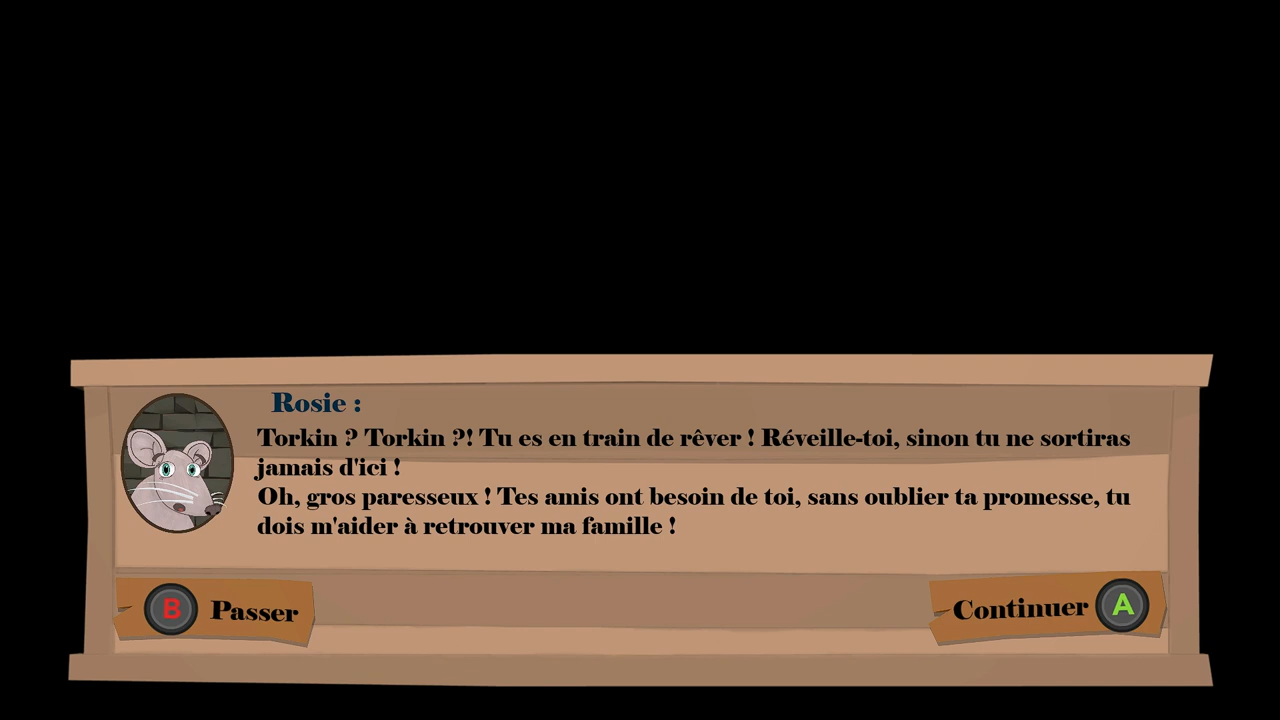 Rosie :
Torkin ? Torkin ?! Tu es en train de rêver ! Réveille-toi, sinon tu ne sortiras
jamais d'ici !
Oh, gros paresseux ! Tes amis ont besoin de toi, sans oublier ta promesse, tu
dois m'aider à retrouver ma famille !
B Passer
Continuer A